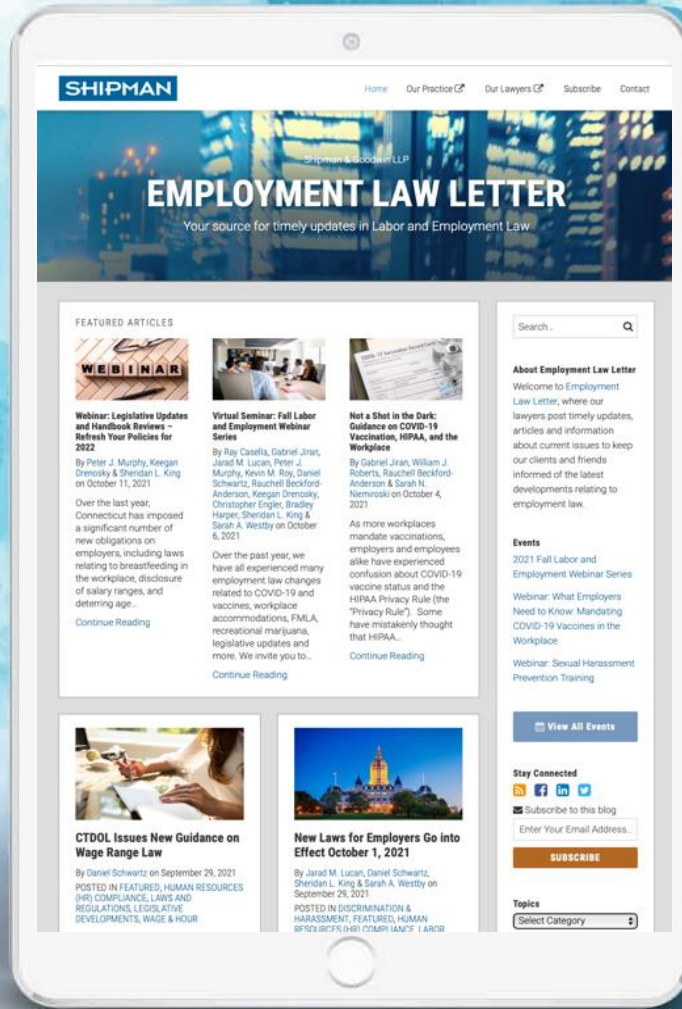 SHIPMAN
Home Our Practice Our Lawyers Subscribe Contact
Shipman & Goodwin LLP
EMPLOYMENT LAW LETTER
Your source for timely updates in Labor and Employment Law
FEATURED ARTICLES
WEBINAR
Webinar: Legislative Updates
and Handbook Reviews –
Refresh Your Policies for
2022
By Peter J. Murphy, Keegan
Drenosky & Sheridan L. King
on October 11, 2021
Over the last year,
Connecticut has imposed
a significant number of
new obligations on
employers, including laws
relating to breastfeeding in
the workplace, disclosure
of salary ranges, and
deterring age...
Continue Reading
Virtual Seminar: Fall Labor
and Employment Webinar
Series
By Ray Casella, Gabriel Jiran,
Jarad M. Lucan, Peter J.
Murphy, Kevin M. Roy, Daniel
Schwartz, Rauchell Beckford-
Anderson, Keegan Drenosky,
Christopher Engler, Bradley
Harper, Sheridan L. King &
Sarah A. Westby on October
6, 2021
Over the past year, we
have all experienced many
employment law changes
related to COVID-19 and
vaccines, workplace
accommodations, FMLA,
recreational marijuana,
legislative updates and
more. We invite you to...
Continue Reading
COVID-19 Vaccination Record Card
Not a Shot in the Dark:
Guidance on COVID-19
Vaccination, HIPAA, and the
Workplace
By Gabriel Jiran, William J.
Roberts, Rauchell Beckford-
Anderson & Sarah N.
Niemiroski on October 4,
2021
As more workplaces
mandate vaccinations,
employers and employees
alike have experienced
confusion about COVID-19
vaccine status and the
HIPAA Privacy Rule (the
"Privacy Rule"). Some
have mistakenly thought
that HIPAA...
Continue Reading
CTDOL Issues New Guidance on
Wage Range Law
By Daniel Schwartz on September 29, 2021
POSTED IN FEATURED, HUMAN RESOURCES
(HR) COMPLIANCE, LAWS AND
REGULATIONS, LEGISLATIVE
DEVELOPMENTS, WAGE & HOUR
New Laws for Employers Go into
Effect October 1, 2021
By Jarad M. Lucan, Daniel Schwartz,
Sheridan L. King & Sarah A. Westby on
September 29, 2021
POSTED IN DISCRIMINATION &
HARASSMENT, FEATURED, HUMAN
RESOURCES (HR) COMPLIANCE, LABOR
Search...
About Employment Law Letter
Welcome to Employment
Law Letter, where our
lawyers post timely updates,
articles and information
about current issues to keep
our clients and friends
informed of the latest
developments relating to
employment law.
Events
2021 Fall Labor and
Employment Webinar Series
Webinar: What Employers
Need to Know: Mandating
COVID-19 Vaccines in the
Workplace
Webinar: Sexual Harassment
Prevention Training
View All Events
Stay Connected
Subscribe to this blog
Enter Your Email Address..
SUBSCRIBE
Topics
Select Category